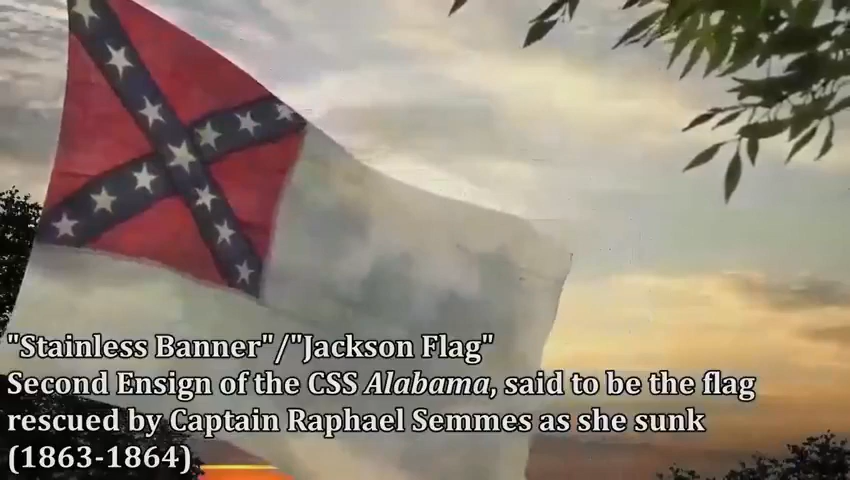 "Stainless Banner"/"Jackson Flag"
Second Ensign of the CSS Alabama, said to be the flag
rescued by Captain Raphael Semmes as she sunk
(1863-1864)